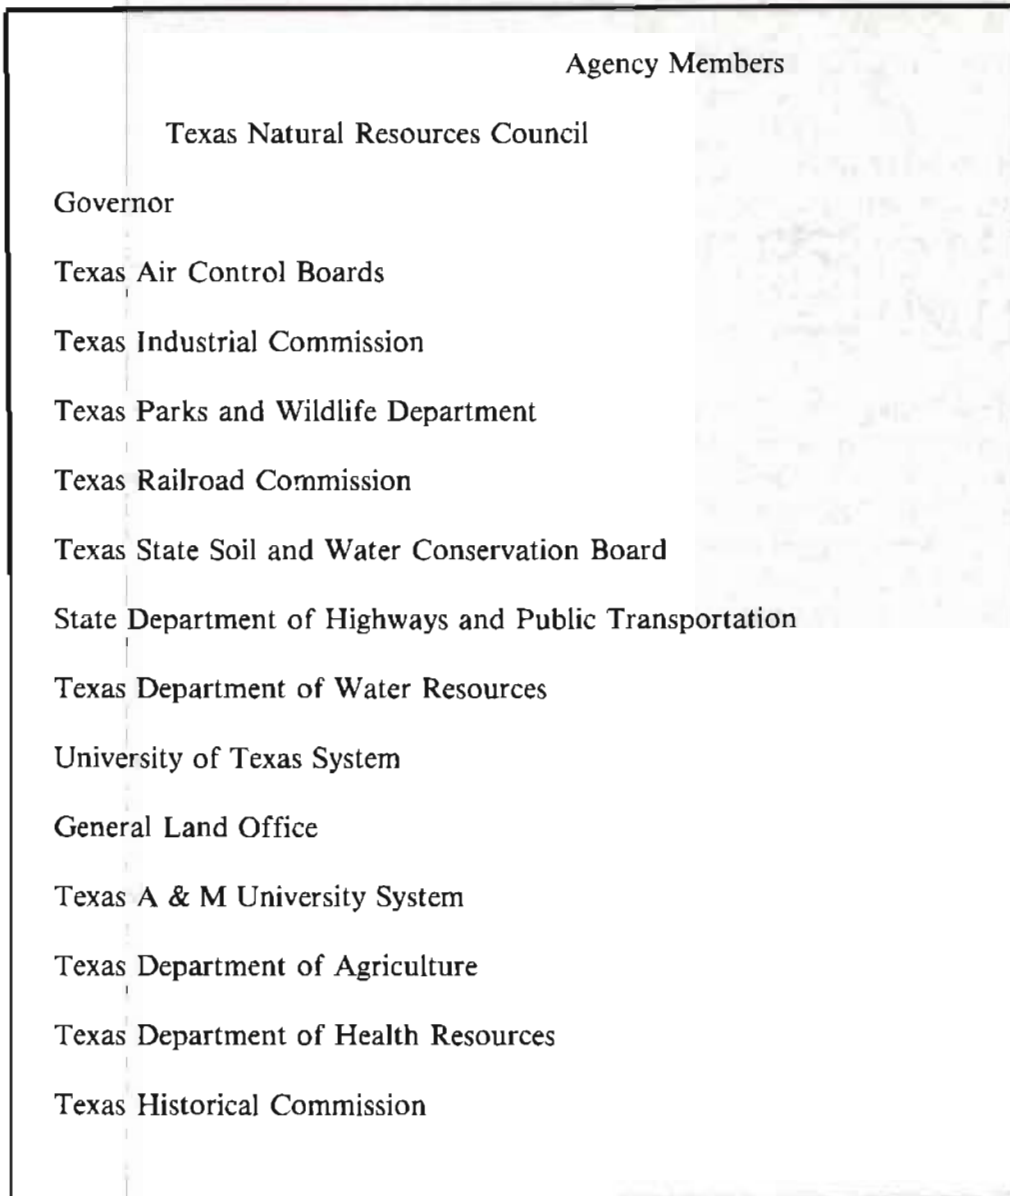 Agency Members
Texas Natural Resources Council
Governor
Texas Air Control Boards
Texas Industrial Commission
Texas Parks and Wildlife Department
Texas Railroad Commission
Texas State Soil and Water Conservation Board
State Department of Highways and Public Transportation
Texas Department of Water Resources
University of Texas System
General Land Office
Texas A & M University System
Texas Department of Agriculture
Texas Department of Health Resources
Texas Historical Commission